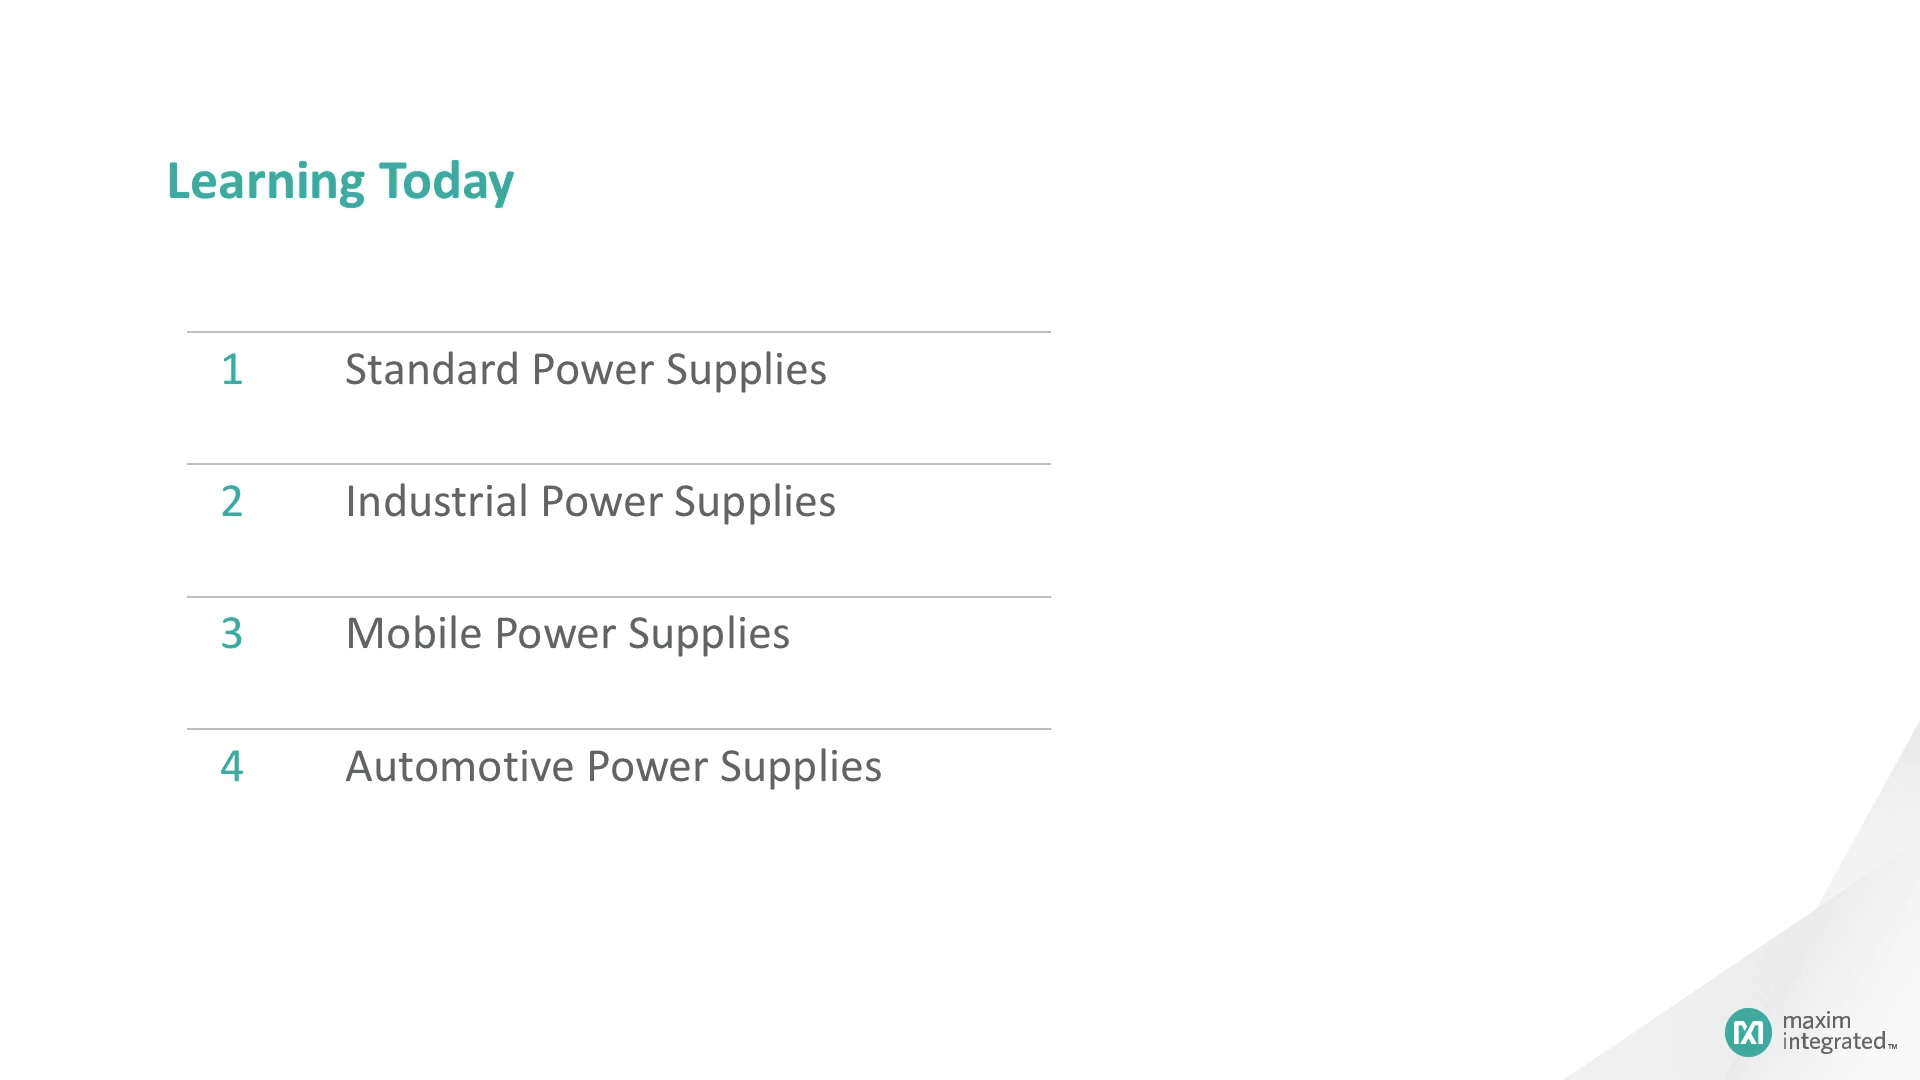 Learning Today
1 Standard Power Supplies
2 Industrial Power Supplies
3 Mobile Power Supplies
4 Automotive Power Supplies
maxim
integrated™